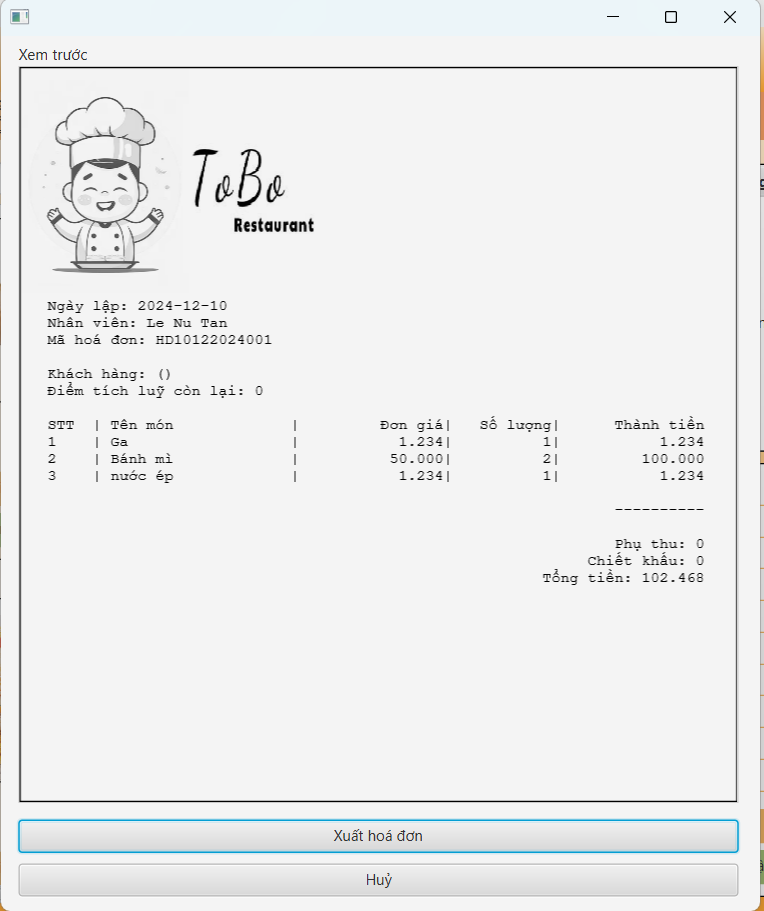 Xem trước
ToBo
Restaurant
Ngày lập: 2024-12-10
Nhân viên: Le Nu Tan
Mã hoá đơn: HD10122024001
Khách hàng: ()
Điểm tích luỹ còn lại: 0
STT | Tên món | Đơn giá| Số lượng| Thành tiền
1 | Ga | 1.234| 1| 1.234
2 | Bánh mì | 50.000| 2| 100.000
3 | nước ép | 1.234| 1| 1.234
----------
Phụ thu: 0
Chiết khấu: 0
Tổng tiền: 102.468
Xuất hoá đơn
Huỷ